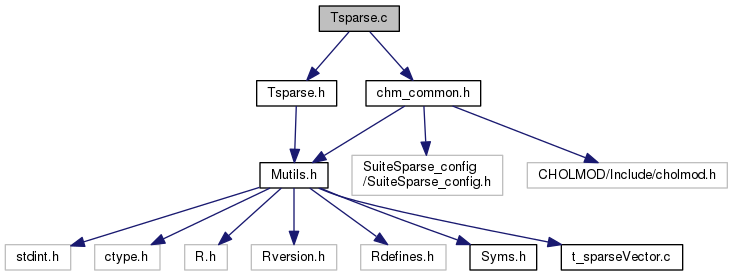 Tsparse.c
Tsparse.h
chm_common.h
Mutils.h
SuiteSparse_config
/SuiteSparse_config.h
CHOLMOD/Include/cholmod.h
stdint.h
ctype.h
R.h
Rversion.h
Rdefines.h
Syms.h
t_sparseVector.c